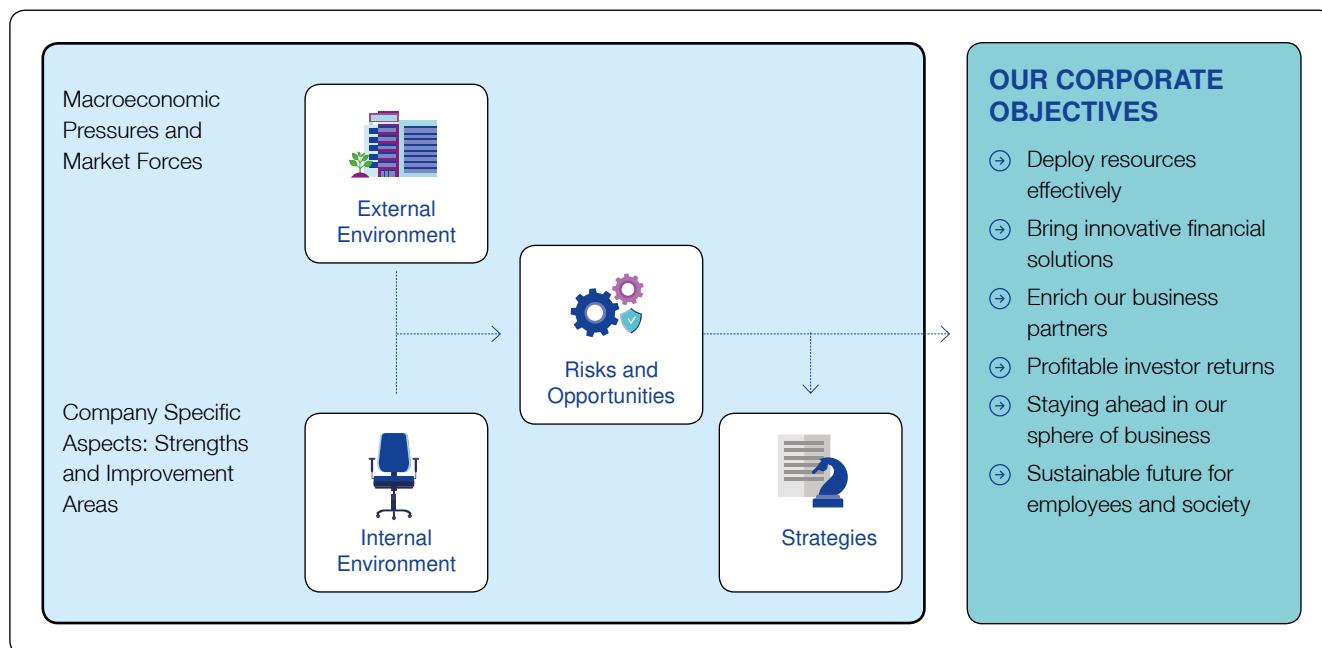 Macroeconomic
Pressures and
Market Forces
External
Environment
Risks and
Opportunities
Company Specific
Aspects: Strengths
and Improvement
Areas
Internal
Environment
Strategies
OUR CORPORATE
OBJECTIVES
Deploy resources
effectively
Bring innovative financial
solutions
Enrich our business
partners
Profitable investor returns
Staying ahead in our
sphere of business
Sustainable future for
employees and society